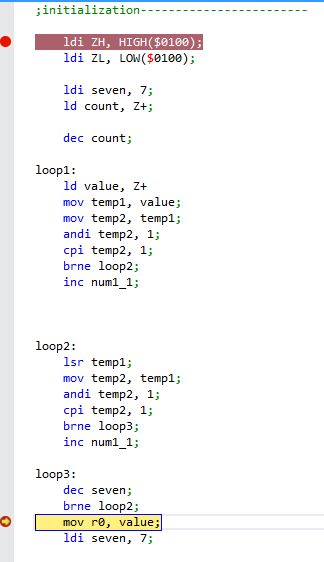 ;initialization------------------------
ldi ZH, HIGH($0100);
ldi ZL, LOW($0100);
ldi seven, 7;
ld count, Z+;
dec count;
loop1:
ld value, Z+
mov temp1, value;
mov temp2, temp1;
andi temp2, 1;
cpi temp2, 1;
brne loop2;
inc num1_1;
loop2:
lsr temp1;
mov temp2, temp1;
andi temp2, 1;
cpi temp2, 1;
brne loop3;
inc num1_1;
loop3:
dec seven;
brne loop2;
mov r0, value;
ldi seven, 7;